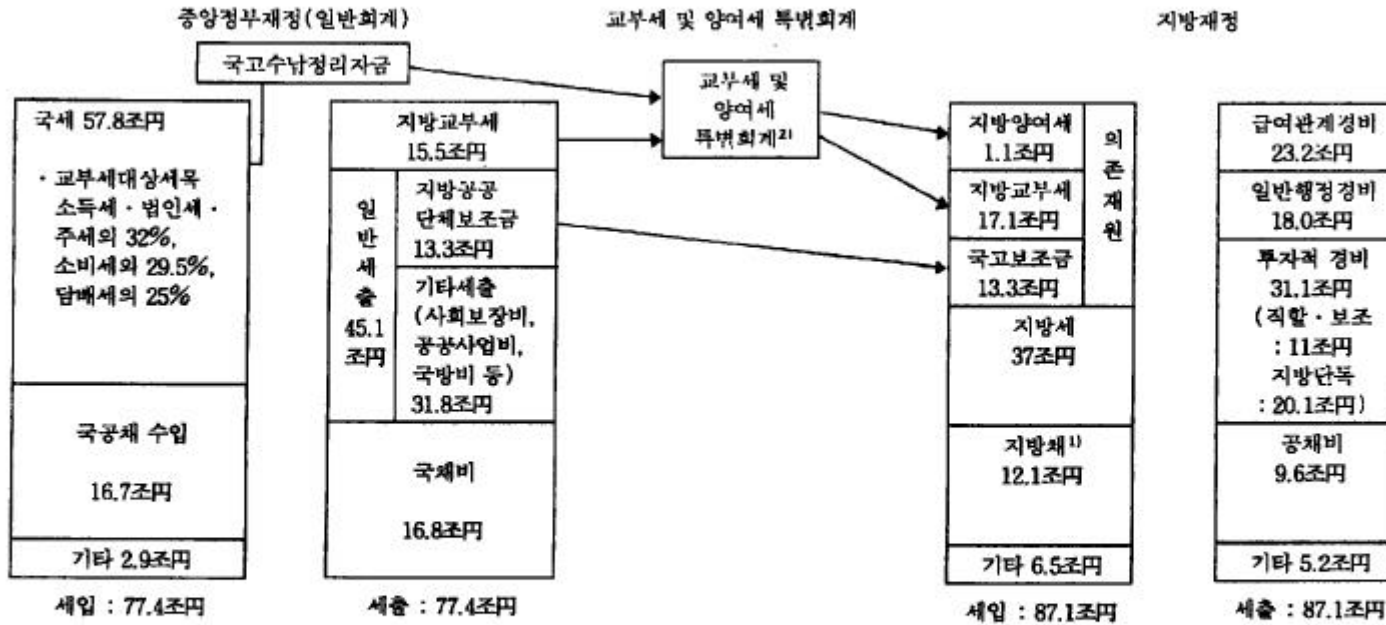 중앙정부재정(일반회계)
교부세 및 양여세 특별회계
지방재정
국고수납정리자금
국세 57.8조円
· 교부세대상세목
소득세 · 법인세 ·
주세의 32%,
소비세의 29.5%,
담배세의 25%
국공채 수입
16.7조円
기타 2.9조円
세입 : 77.4조円
지방교부세
15.5조円
일
반
세
출
45.1
조円
지방공공
단체보조금
13.3조円
기타세출
(사회보장비,
공공사업비,
국방비 등)
31.8조円
국채비
16.8조円
세출 : 77.4조円
교부세 및
양여세
특별회계2)
지방양여세
1.1조円
지방교부세
17.1조円
국고보조금
13.3조円
의
존
재
원
지방세
37조円
지방채1)
12.1조円
기타 6.5조円
세입 : 87.1조円
급여관계경비
23.2조円
일반행정경비
18.0조円
투자적 경비
31.1조円
(직할 · 보조
: 11조円
지방단독
: 20.1조円)
공채비
9.6조円
기타 5.2조円
세출 : 87.1조円